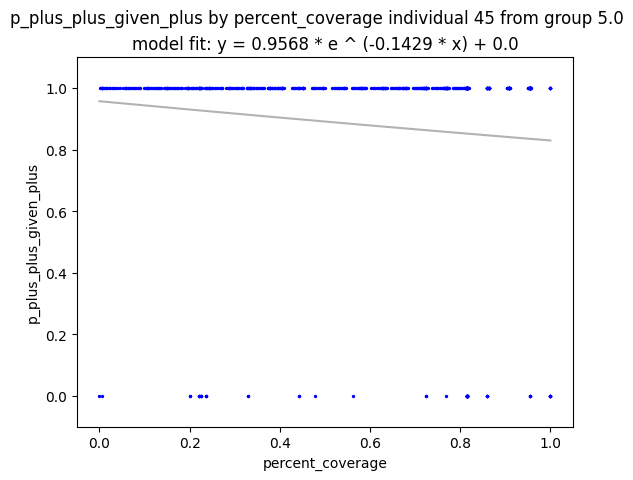 p_plus_plus_given_plus by percent_coverage individual 45 from group 5.0
model fit: y = 0.9568 * e ^ (-0.1429 * x) + 0.0
p_plus_plus_given_plus
1.0
0.8
0.6
0.4
0.2
0.0
0.0 0.2 0.4 0.6 0.8 1.0
percent_coverage